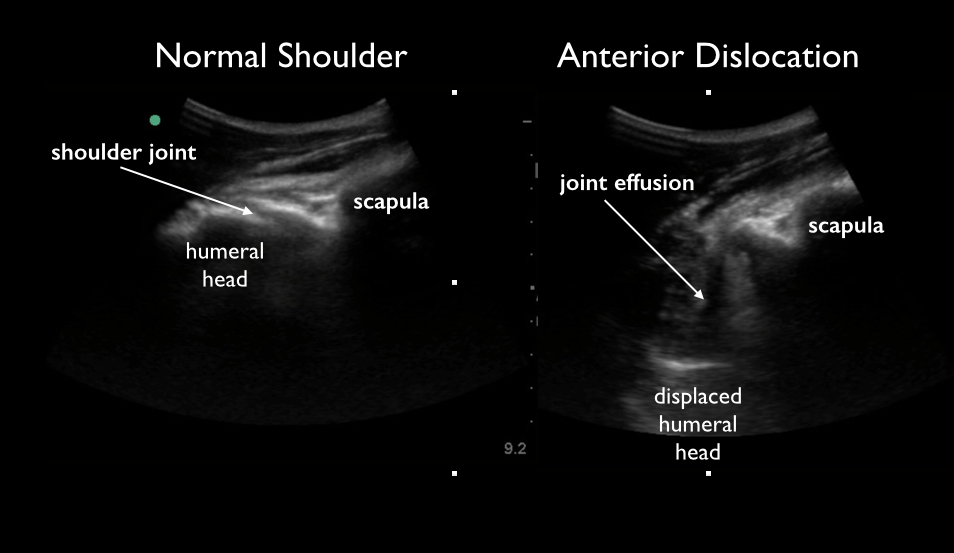 Normal Shoulder
shoulder joint
scapula
humeral
head
9.2
Anterior Dislocation
joint effusion
scapula
displaced
humeral
head